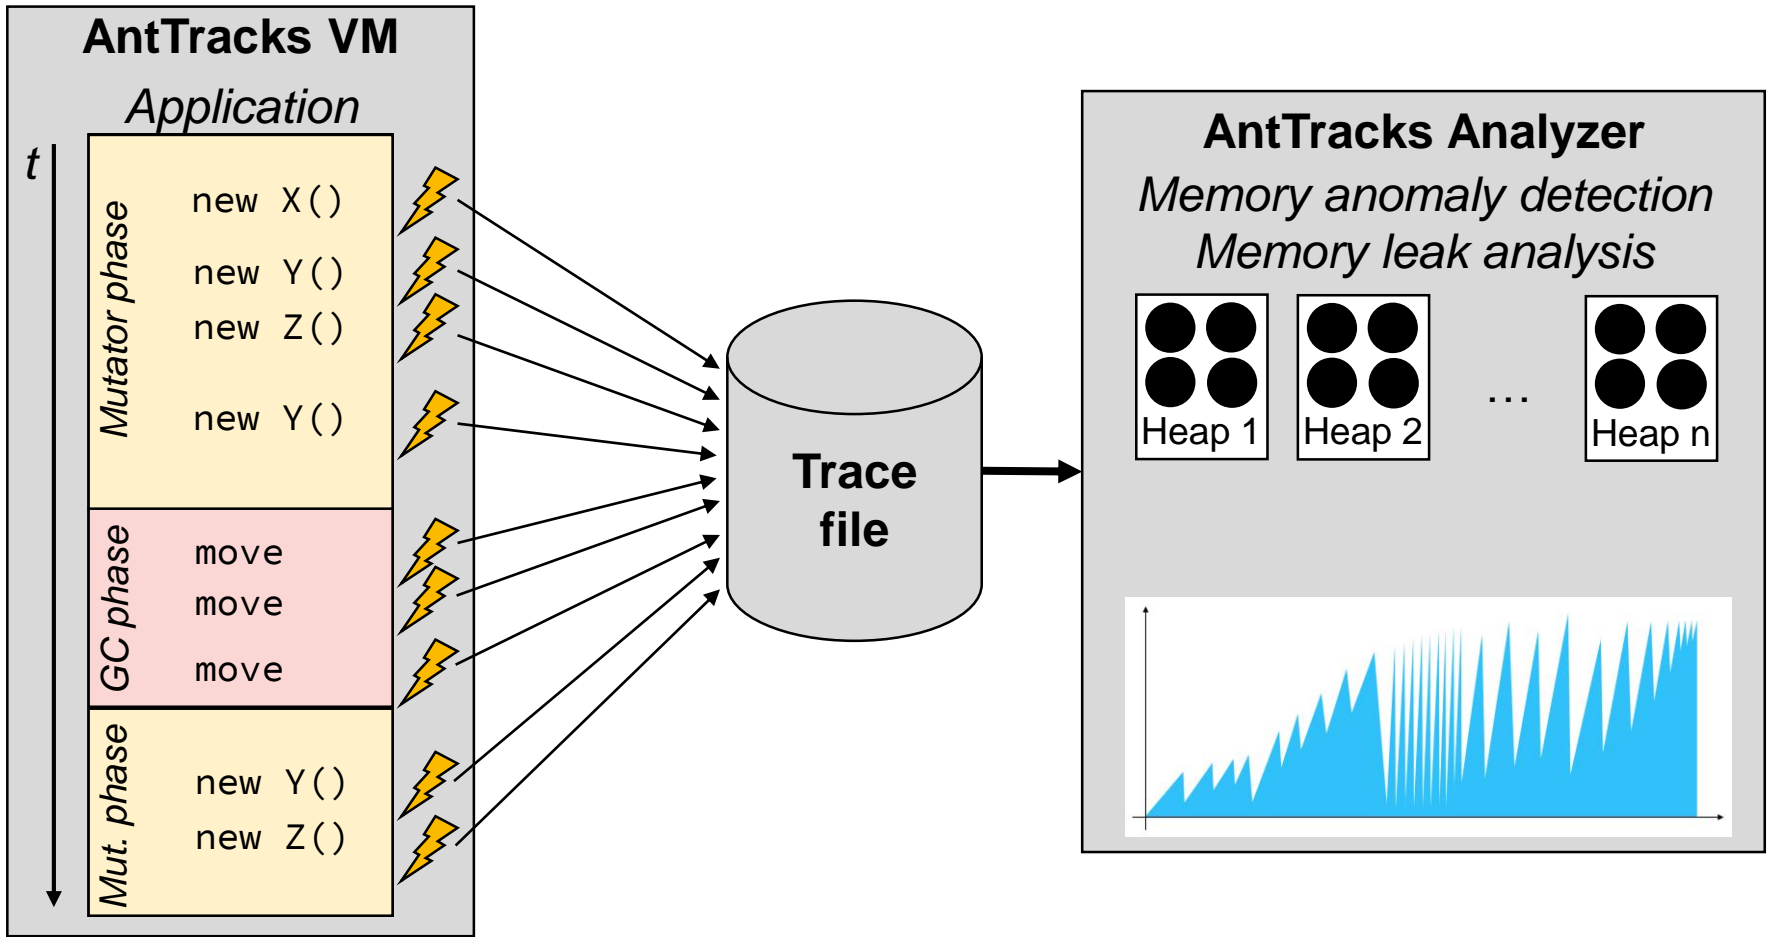 AntTracks VM
Application
t
Mutator phase
new X()
new Y()
new Z()
new Y()
GC phase
move
move
move
Mut. phase
new Y()
new Z()
Trace
file
AntTracks Analyzer
Memory anomaly detection
Memory leak analysis
Heap 1
Heap 2
...
Heap n